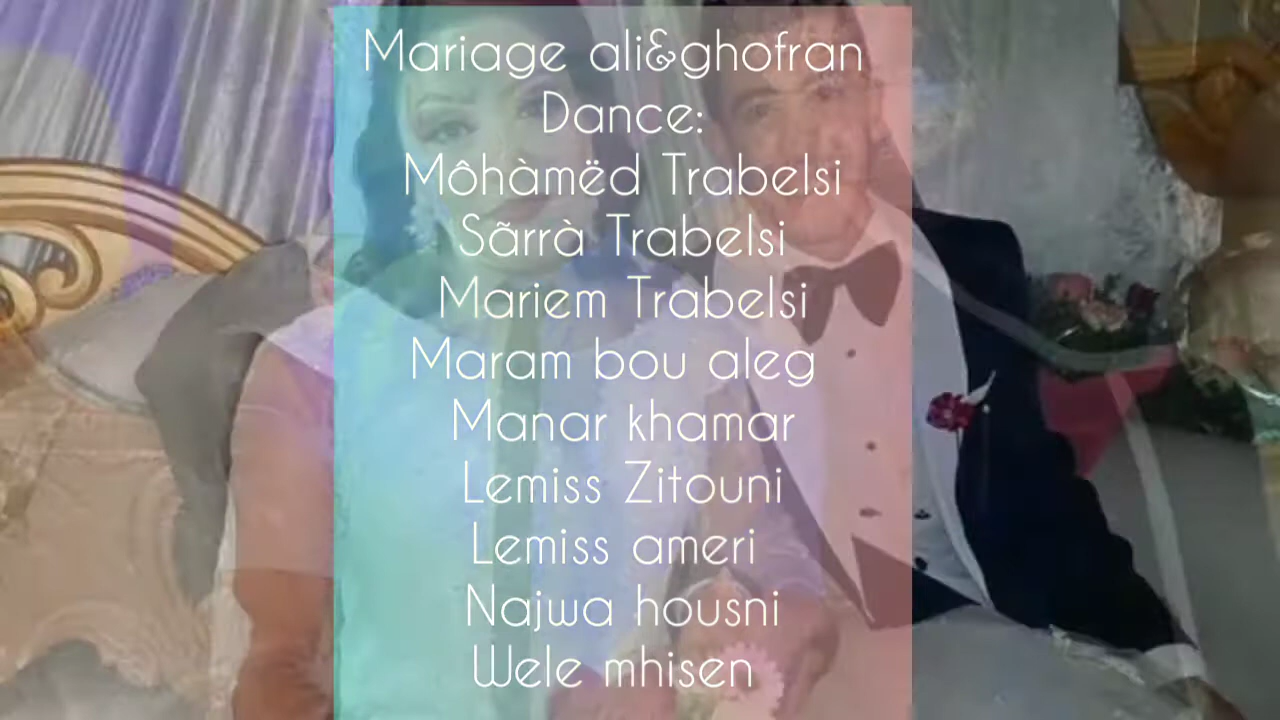 Mariage ali&ghofran
Dance:
Môhàmëd Trabelsi
Sãrrà Trabelsi
Mariem Trabelsi
Maram bou aleg
Manar khamar
Lemiss Zitouni
Lemiss ameri
Najwa housni
Wele mhisen